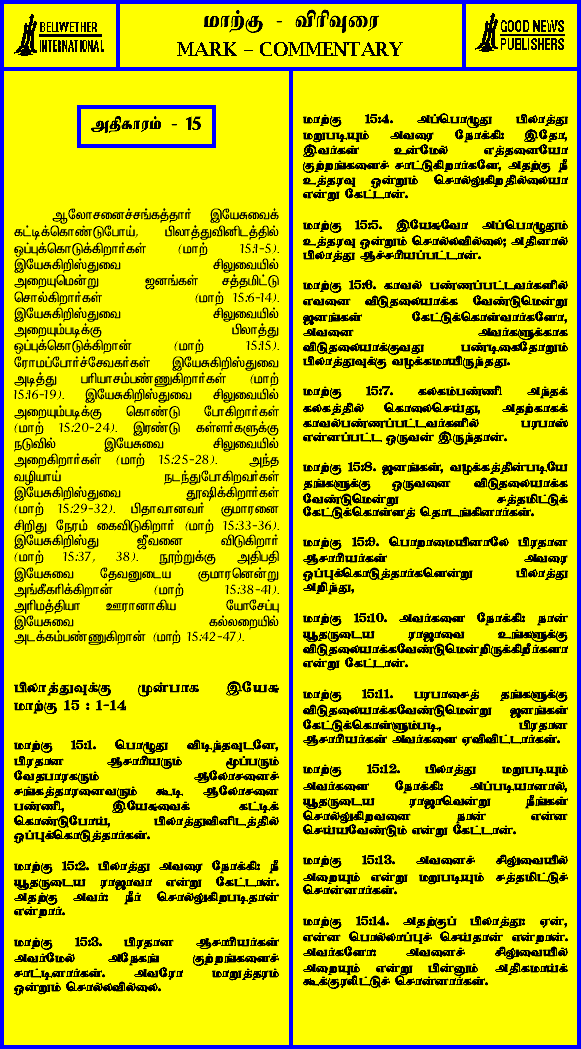 BELLWETHER
INTERNATIONAL
மாற்கு - விரிவுரை
MARK – COMMENTARY
GOOD NEWS
PUBLISHERS
அதிகாரம் - 15
ஆலோசனைச்சங்கத்தார் இயேசுவைக்
கட்டிக்கொண்டுபோய், பிலாத்துவினிடத்தில்
ஒப்புக்கொடுக்கிறார்கள் (மாற் 15:1-5).
இயேசுகிறிஸ்துவை சிலுவையில்
அறையுமென்று ஜனங்கள் சத்தமிட்டு
சொல்கிறார்கள் (மாற் 15:6-14).
இயேசுகிறிஸ்துவை சிலுவையில்
அறையும்படிக்கு பிலாத்து
ஒப்புக்கொடுக்கிறான் (மாற் 15:15).
ரோமப்போர்ச்சேவகர்கள் இயேசுகிறிஸ்துவை
அடித்து பரியாசம்பண்ணுகிறார்கள் (மாற்
15:16-19). இயேசுகிறிஸ்துவை சிலுவையில்
அறையும்படிக்கு கொண்டு போகிறார்கள்
(மாற் 15:20-24). இரண்டு கள்ளர்களுக்கு
நடுவில் இயேசுவை சிலுவையில்
அறைகிறார்கள் (மாற் 15:25-28). அந்த
வழியாய் நடந்துபோகிறவர்கள்
இயேசுகிறிஸ்துவை தூஷிக்கிறார்கள்
(மாற் 15:29-32). பிதாவானவர் குமாரனை
சிறிது நேரம் கைவிடுகிறார் (மாற் 15:33-36).
இயேசுகிறிஸ்து ஜீவனை விடுகிறார்
(மாற் 15:37, 38). நூற்றுக்கு அதிபதி
இயேசுவை தேவனுடைய குமாரனென்று
அங்கீகரிக்கிறான் (மாற் 15:38-41).
அரிமத்தியா ஊரானாகிய யோசேப்பு
இயேசுவை கல்லறையில்
அடக்கம்பண்ணுகிறான் (மாற் 15:42-47).
பிலாத்துவுக்கு முன்பாக இயேசு
மாற்கு 15 : 1-14
மாற்கு 15:1. பொழுது விடிந்தவுடனே,
பிரதான ஆசாரியரும் மூப்பரும்
வேதபாரகரும் ஆலோசனைச்
சங்கத்தாரனைவரும் கூடி ஆலோசனை
பண்ணி, இயேசுவைக் கட்டிக்
கொண்டுபோய், பிலாத்துவினிடத்தில்
ஒப்புக்கொடுத்தார்கள்.
மாற்கு 15:2. பிலாத்து அவரை நோக்கி: நீ
யூதருடைய ராஜாவா என்று கேட்டான்.
அதற்கு அவர்: நீர் சொல்லுகிறபடிதான்
என்றார்.
மாற்கு 15:3. பிரதான ஆசாரியர்கள்
அவர்மேல் அநேகங் குற்றங்களைச்
சாட்டினார்கள். அவரோ மாறுத்தரம்
ஒன்றும் சொல்லவில்லை.
மாற்கு 15:4. அப்பொழுது பிலாத்து
மறுபடியும் அவரை நோக்கி: இதோ,
இவர்கள் உன்மேல் எத்தனையோ
குற்றங்களைச் சாட்டுகிறார்களே, அதற்கு நீ
உத்தரவு ஒன்றும் சொல்லுகிறதில்லையா
என்று கேட்டான்.
மாற்கு 15:5. இயேசுவோ அப்பொழுதும்
உத்தரவு ஒன்றும் சொல்லவில்லை; அதினால்
பிலாத்து ஆச்சரியப்பட்டான்.
மாற்கு 15:6. காவல் பண்ணப்பட்டவர்களில்
எவனை விடுதலையாக்க வேண்டுமென்று
ஜனங்கள் கேட்டுக்கொள்வார்களோ,
அவனை அவர்களுக்காக
விடுதலையாக்குவது பண்டிகைதோறும்
பிலாத்துவுக்கு வழக்கமாயிருந்தது.
மாற்கு 15:7. கலகம்பண்ணி அந்தக்
கலகத்தில் கொலைசெய்து, அதற்காகக்
காவல்பண்ணப்பட்டவர்களில் பரபாஸ்
என்னப்பட்ட ஒருவன் இருந்தான்.
மாற்கு 15:8. ஜனங்கள், வழக்கத்தின்படியே
தங்களுக்கு ஒருவனை விடுதலையாக்க
வேண்டுமென்று சத்தமிட்டுக்
கேட்டுக்கொள்ளத் தொடங்கினார்கள்.
மாற்கு 15:9. பொறாமையினாலே பிரதான
ஆசாரியர்கள் அவரை
ஒப்புக்கொடுத்தார்களென்று பிலாத்து
அறிந்து,
மாற்கு 15:10. அவர்களை நோக்கி: நான்
யூதருடைய ராஜாவை உங்களுக்கு
விடுதலையாக்கவேண்டுமென்றிருக்கிறீர்களா
என்று கேட்டான்.
மாற்கு 15:11. பரபாசைத் தங்களுக்கு
விடுதலையாக்கவேண்டுமென்று ஜனங்கள்
கேட்டுக்கொள்ளும்படி, பிரதான
ஆசாரியர்கள் அவர்களை ஏவிவிட்டார்கள்.
மாற்கு 15:12. பிலாத்து மறுபடியும்
அவர்களை நோக்கி: அப்படியானால்,
யூதருடைய ராஜாவென்று நீங்கள்
சொல்லுகிறவனை நான் என்ன
செய்யவேண்டும் என்று கேட்டான்.
மாற்கு 15:13. அவனைச் சிலுவையில்
அறையும் என்று மறுபடியும் சத்தமிட்டுச்
சொன்னார்கள்.
மாற்கு 15:14. அதற்குப் பிலாத்து: ஏன்,
என்ன பொல்லாப்புச் செய்தான் என்றான்.
அவர்களோ: அவனைச் சிலுவையில்
அறையும் என்று பின்னும் அதிகமாய்க்
கூக்குரலிட்டுச் சொன்னார்கள்.